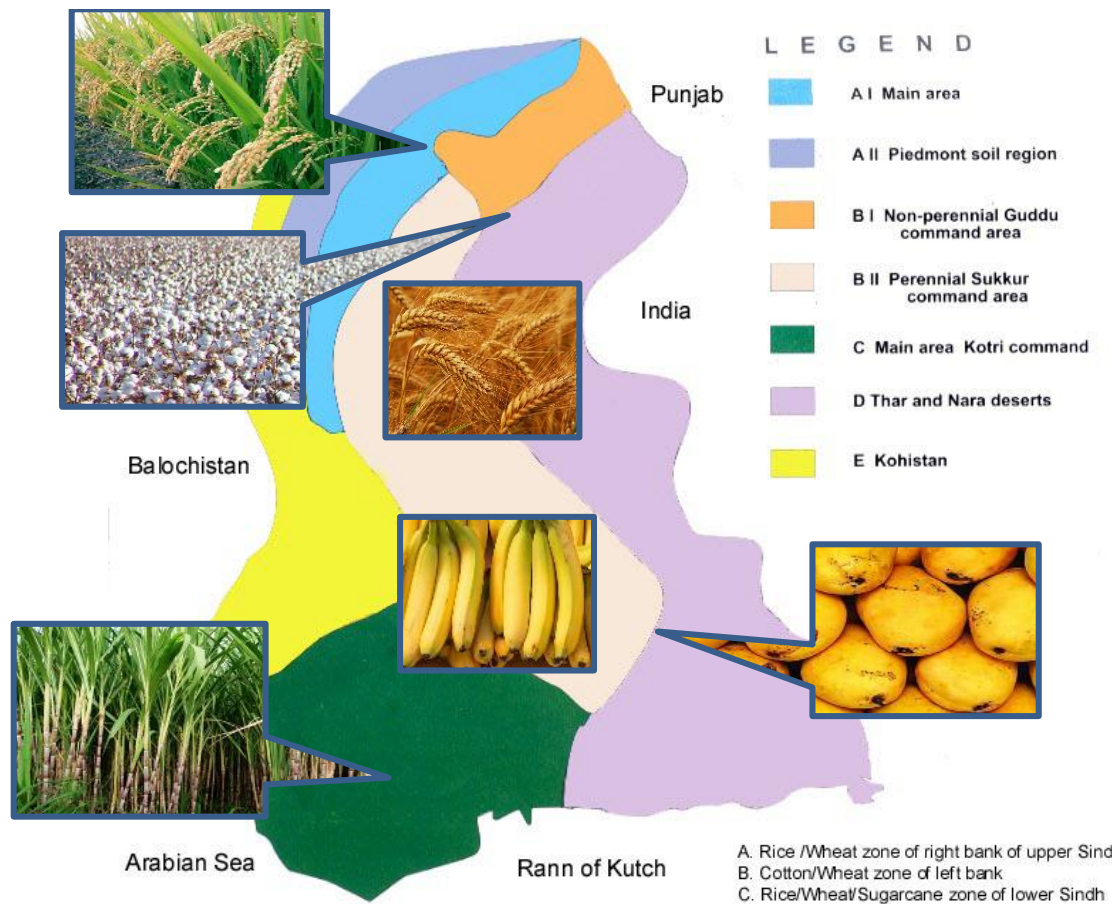 L E G E N D
Punjab
A I Main area
A II Piedmont soil region
B I Non-perennial Guddu
command area
B II Perennial Sukkur
command area
India
C Main area Kotri command
D Thar and Nara deserts
Balochistan
E Kohistan
Arabian Sea
Rann of Kutch
A. Rice /Wheat zone of right bank of upper Sind
B. Cotton/Wheat zone of left bank
C. Rice/Wheat/Sugarcane zone of lower Sindh